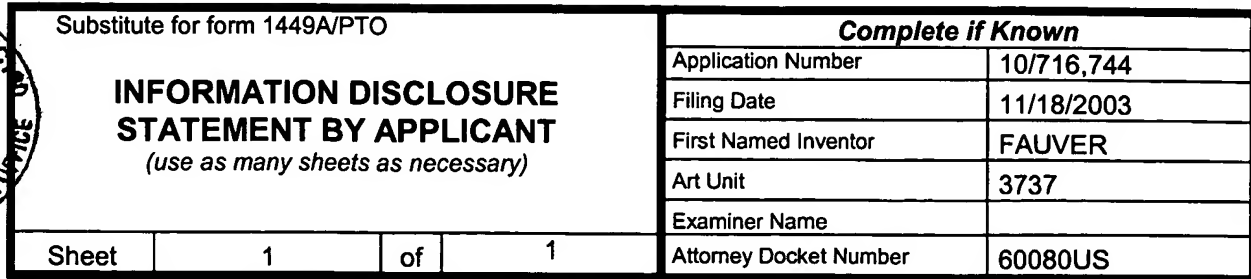 Substitute for form 1449A/PTO
INFORMATION DISCLOSURE
STATEMENT BY APPLICANT
(use as many sheets as necessary)
Sheet 1 of 1
Complete if Known
Application Number 10/716,744
Filing Date 11/18/2003
First Named Inventor FAUVER
Art Unit 3737
Examiner Name
Attorney Docket Number 60080US